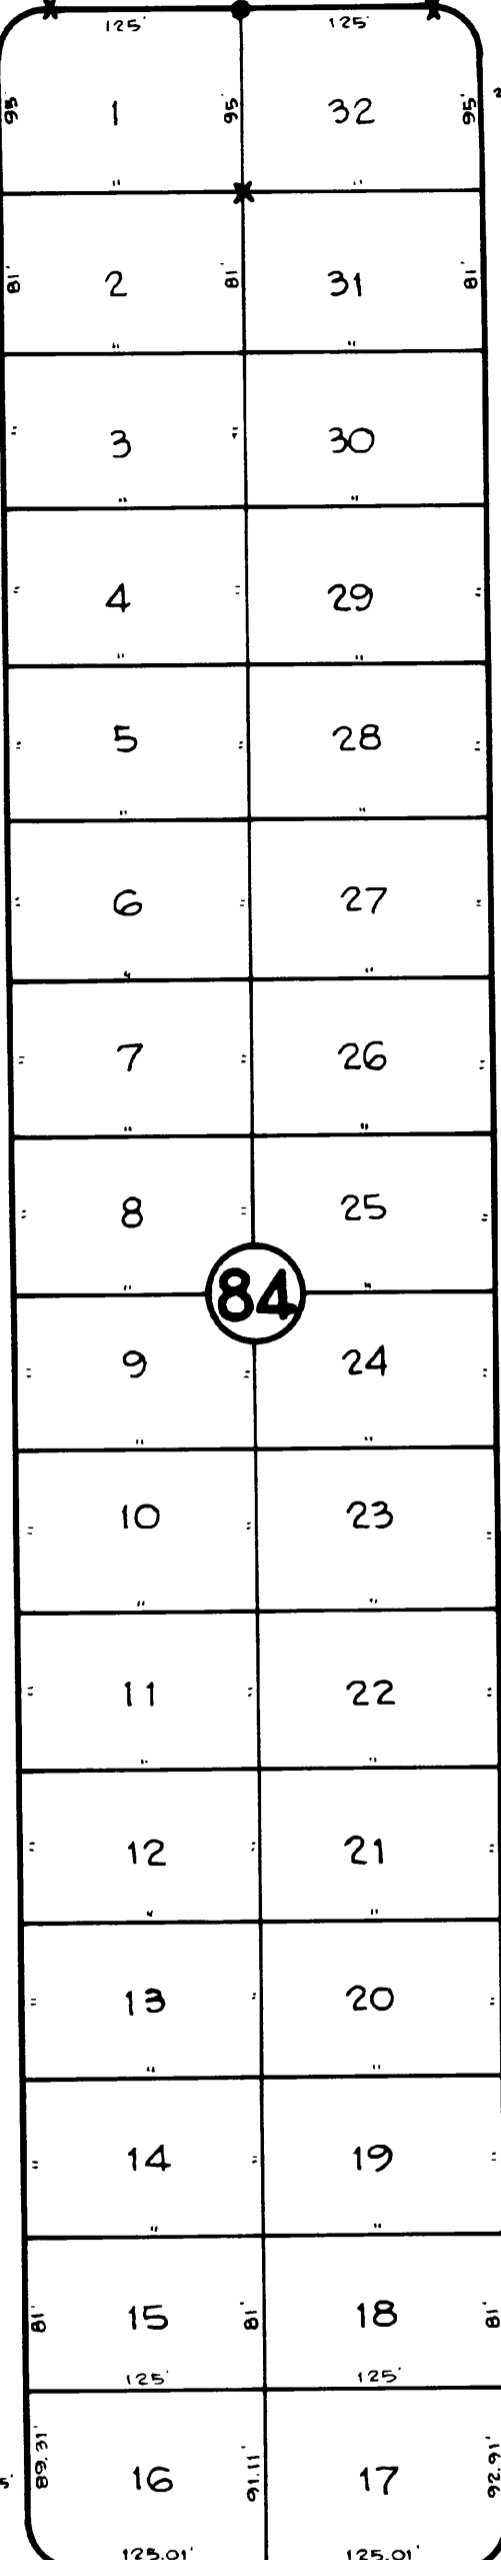 125' 125'
95' 1 95' 32 95'
" "
81' 2 81' 31 81'
" "
" 3 " 30
" "
" 4 " 29 "
" "
" 5 " 28 "
" "
" 6 " 27 "
" "
" 7 " 26 "
" "
" 8 " 25 "
" 84 "
" 9 " 24 "
" "
" 10 " 23 "
" "
" 11 " 22 "
" "
" 12 " 21 "
" "
" 13 " 20 "
" "
" 14 " 19 "
" "
81' 15 81' 18 81'
125' 125'
89.31' 16 91.11' 17 92.91'
125.01' 125.01'